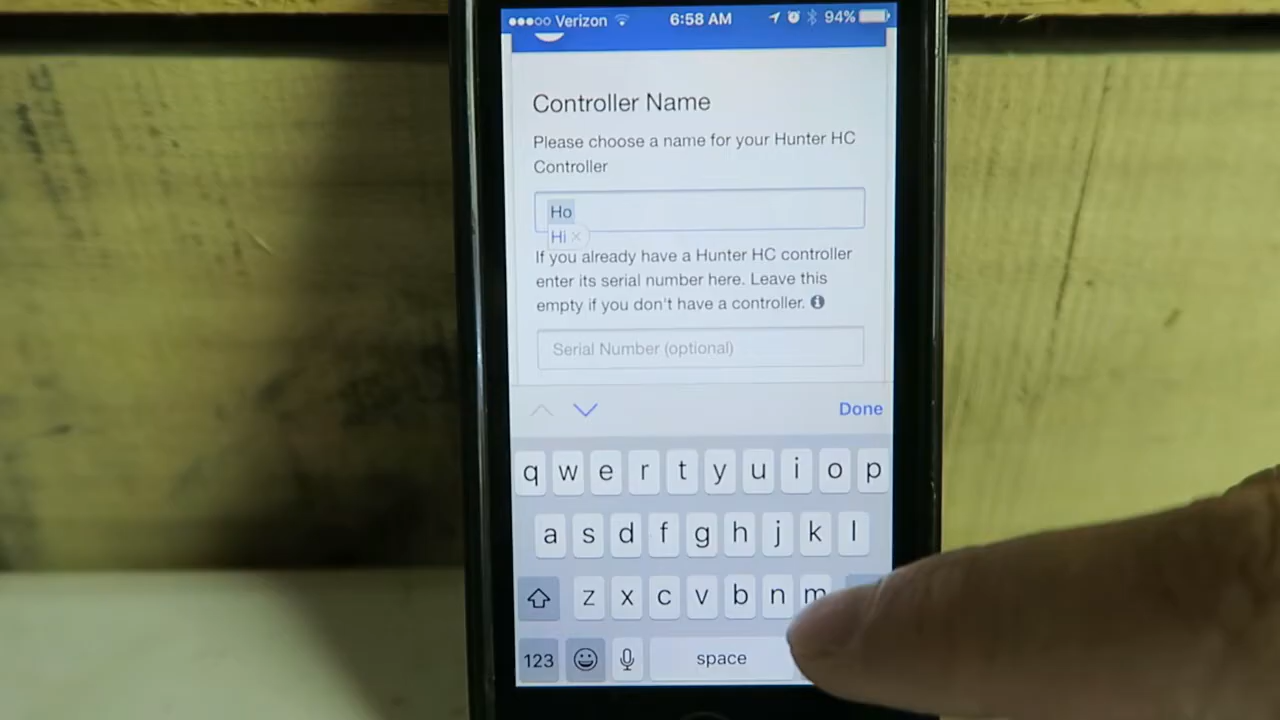 Verizon 6:58 AM 94%
Controller Name
Please choose a name for your Hunter HC
Controller
Ho
Hi ×
If you already have a Hunter HC controller
enter its serial number here. Leave this
empty if you don't have a controller.
Serial Number (optional)
Done
q w e r t y u i o p
a s d f g h j k l
z x c v b n m
123 space